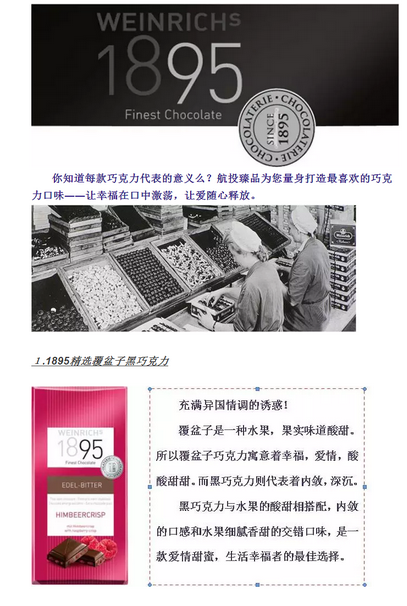 WEINRICHS
1895
Finest Chocolate
CHOCOLATERIE • CHOCOLATERIE •
SINCE
1895
你知道每款巧克力代表的意义么？航投臻品为您量身打造最喜欢的巧克
力口味——让幸福在口中激荡，让爱随心释放。
1.1895精选覆盆子黑巧克力
WEINRICHS
1895
Finest Chocolate
EDEL-BITTER
HIMBEERCRISP
充满异国情调的诱惑！
覆盆子是一种水果，果实味道酸甜。
所以覆盆子巧克力寓意着幸福，爱情，酸
酸甜甜。而黑巧克力则代表着内敛，深沉。
黑巧克力与水果的酸甜相搭配，内敛
的口感和水果细腻香甜的交错口味，是一
款爱情甜蜜，生活幸福者的最佳选择。